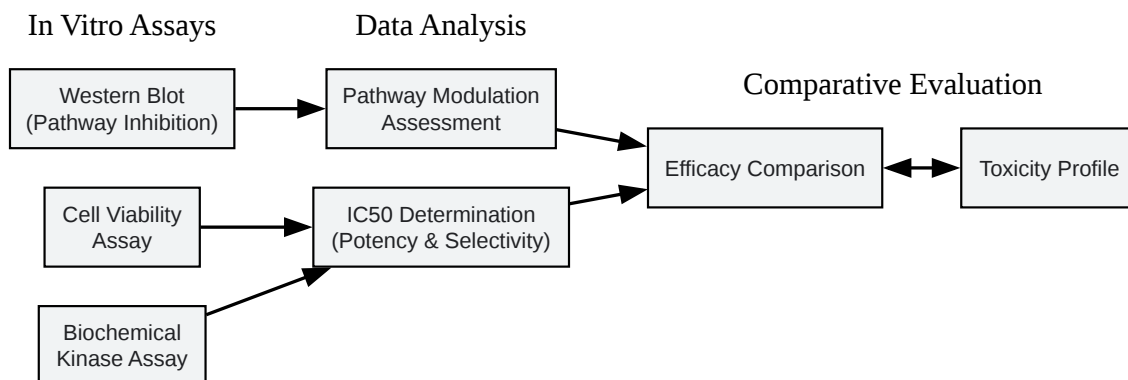 In Vitro Assays
Data Analysis
Comparative Evaluation
Western Blot
(Pathway Inhibition)
Pathway Modulation
Assessment
Efficacy Comparison
Toxicity Profile
Cell Viability
Assay
IC50 Determination
(Potency & Selectivity)
Biochemical
Kinase Assay